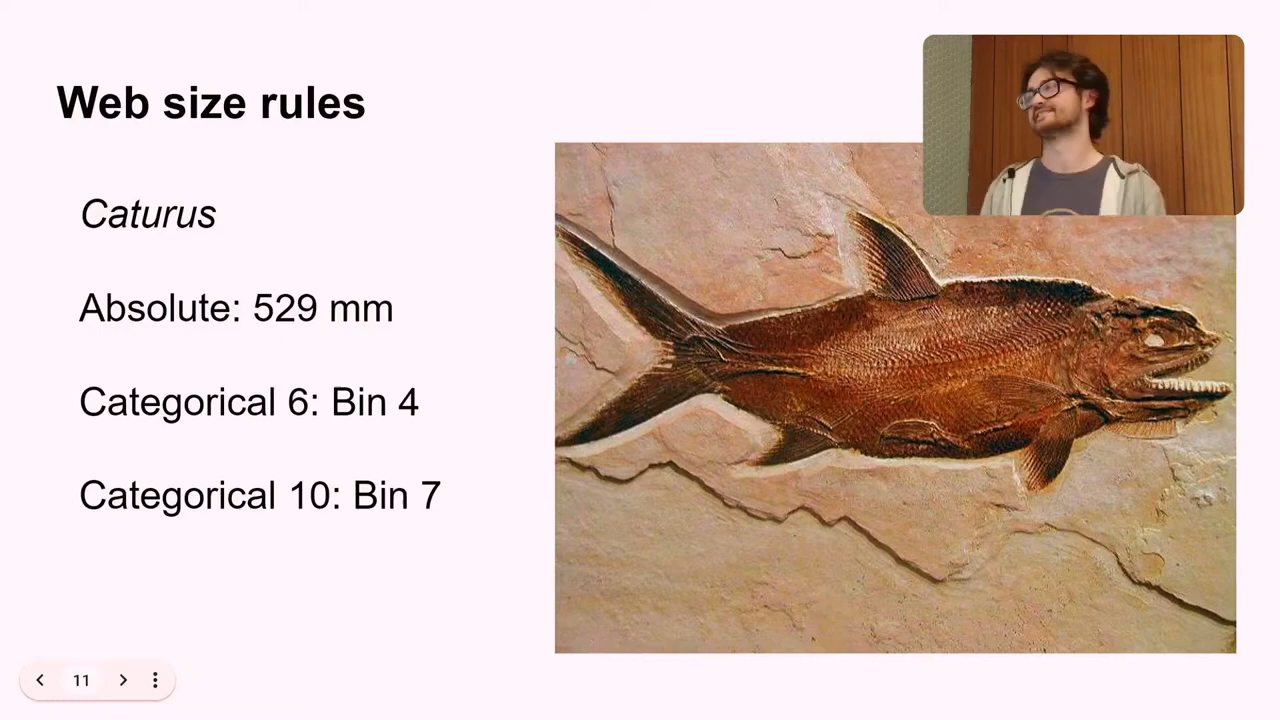 Web size rules
Caturus
Absolute: 529 mm
Categorical 6: Bin 4
Categorical 10: Bin 7
11